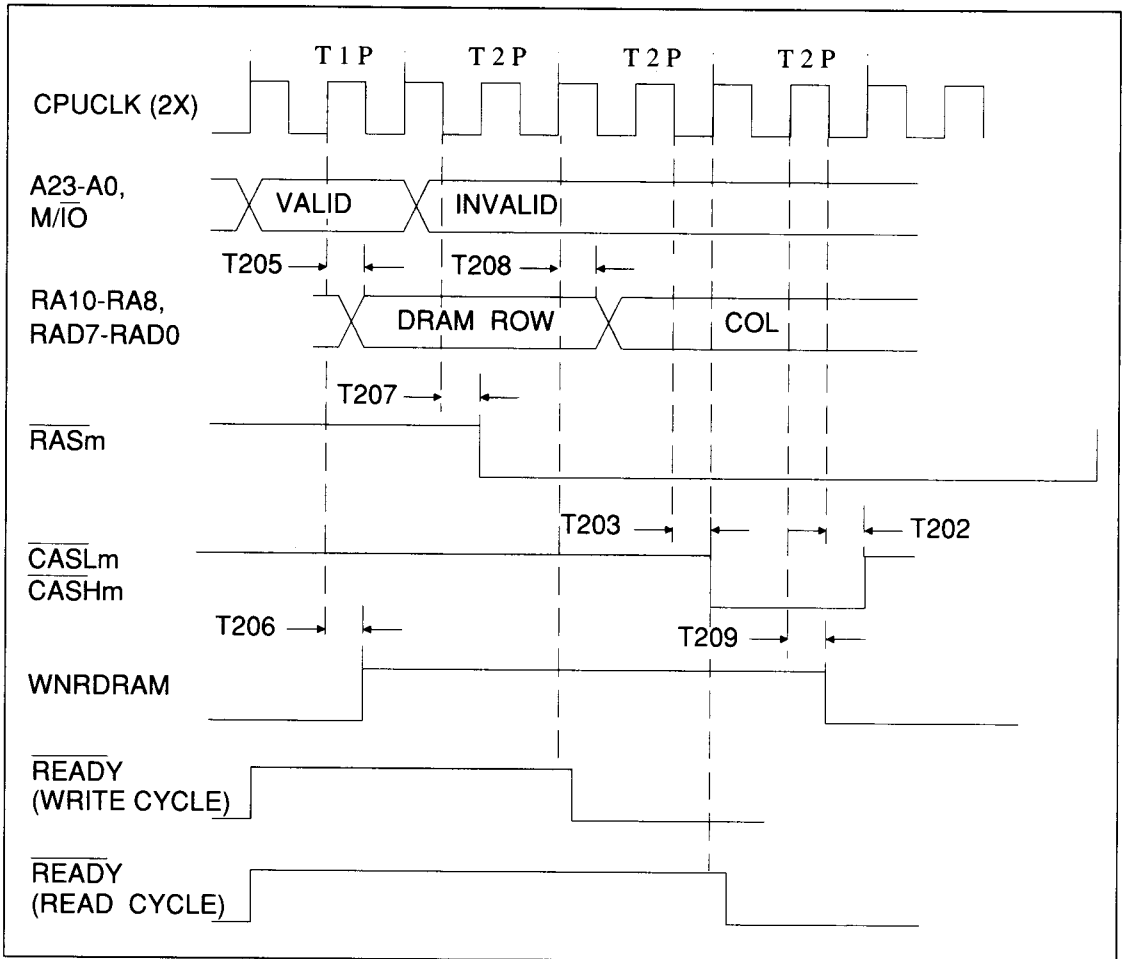 T1P T2P T2P T2P
CPUCLK (2X)
A23-A0,
M/IO
VALID INVALID
T205 T208
RA10-RA8,
RAD7-RAD0
DRAM ROW COL
T207
RASm
T203 T202
CASLm
CASHm
T206 T209
WNRDRAM
READY
(WRITE CYCLE)
READY
(READ CYCLE)